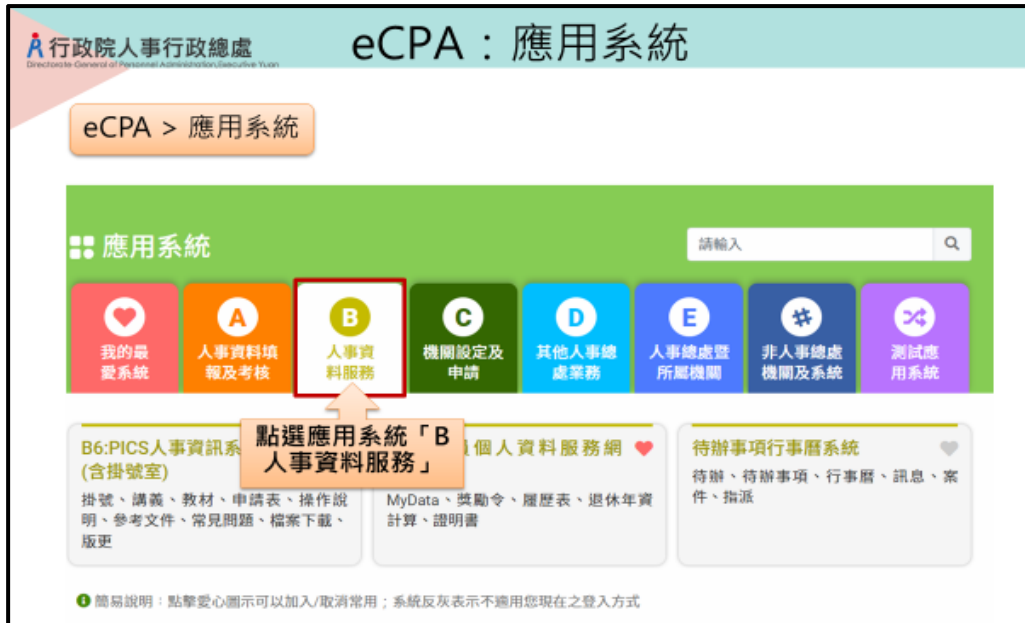 行政院人事行政總處
Directorate-General of Personnel Administration, Executive Yuan
eCPA：應用系統
eCPA > 應用系統
應用系統
請輸入
我的最
愛系統
A
人事資料填
報及考核
B
人事資
料服務
C
機關設定及
申請
D
其他人事總
處業務
E
人事總處暨
所屬機關
非人事總處
機關及系統
測試應
用系統
點選應用系統「B
人事資料服務」
B6:PICS人事資訊系
(含掛號室)
掛號、講義、教材、申請表、操作說
明、參考文件、常見問題、檔案下載、
版更
個人資料服務網
MyData、獎勵令、履歷表、退休年資
計算、證明書
待辦事項行事曆系統
待辦、待辦事項、行事曆、訊息、案
件、指派
簡易說明：點擊愛心圖示可以加入/取消常用；系統反灰表示不適用您現在之登入方式